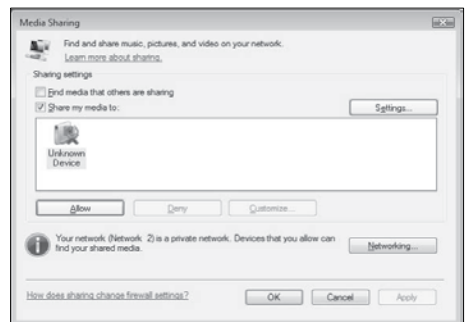 Media Sharing
Find and share music, pictures, and video on your network.
Learn more about sharing.
Sharing settings
Find media that others are sharing
Share my media to:
Settings...
Unknown
Device
Allow
Deny
Customize...
Your network (Network 2) is a private network. Devices that you allow can
find your shared media.
Networking...
How does sharing change firewall settings?
OK
Cancel
Apply